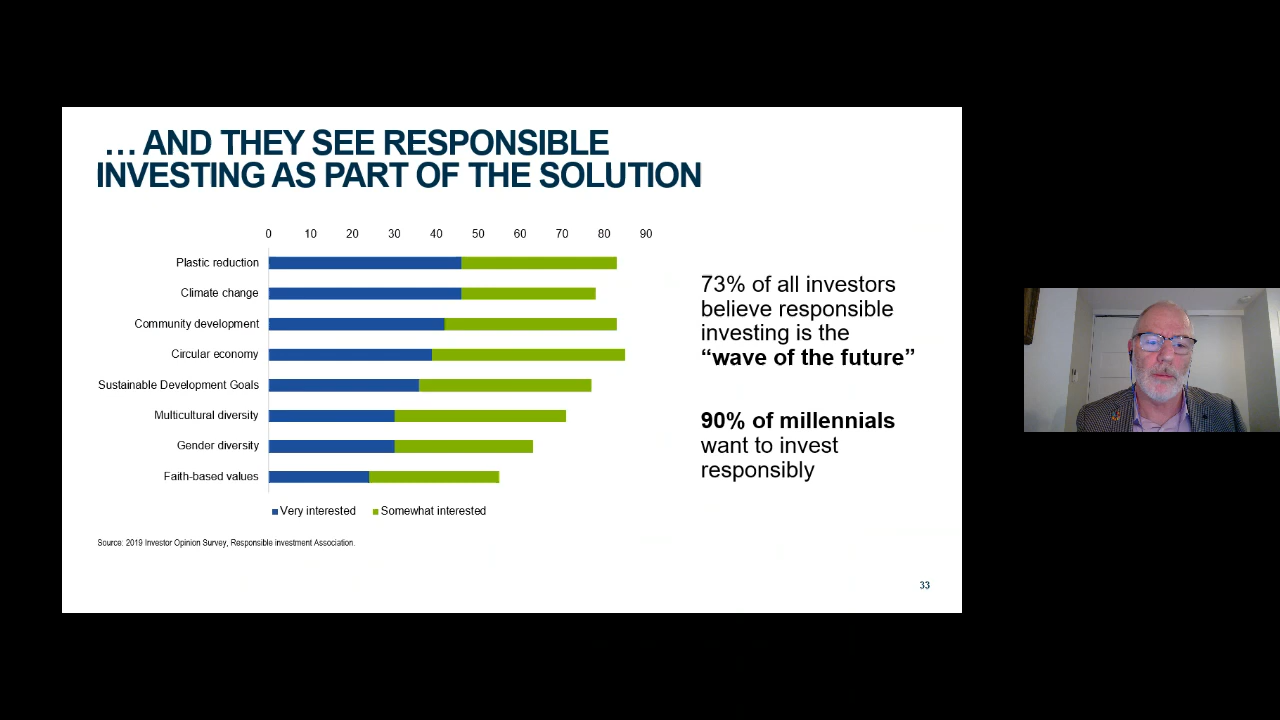 … AND THEY SEE RESPONSIBLE
INVESTING AS PART OF THE SOLUTION
0 10 20 30 40 50 60 70 80 90
Plastic reduction
Climate change
Community development
Circular economy
Sustainable Development Goals
Multicultural diversity
Gender diversity
Faith-based values
Very interested Somewhat interested
Source: 2019 Investor Opinion Survey, Responsible investment Association.
73% of all investors
believe responsible
investing is the
“wave of the future”
90% of millennials
want to invest
responsibly
33